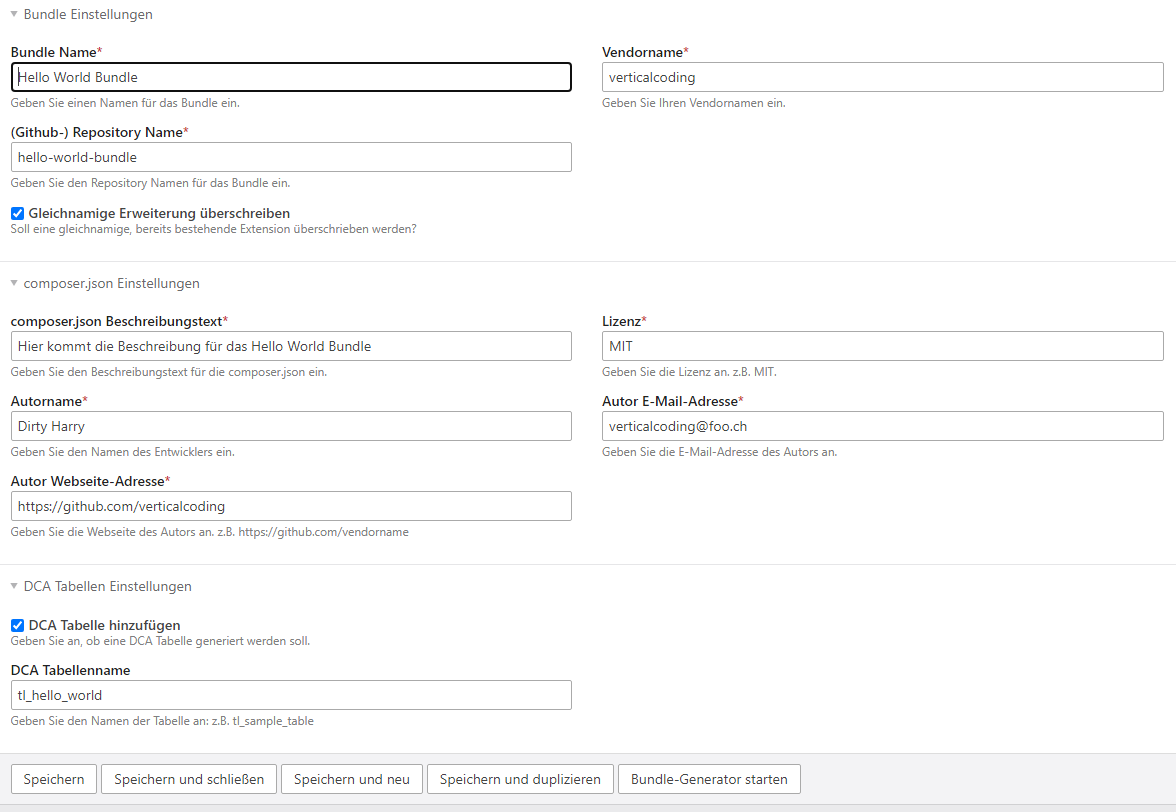 Bundle Einstellungen
Bundle Name*
Hello World Bundle
Geben Sie einen Namen für das Bundle ein.
Vendorname*
verticalcoding
Geben Sie Ihren Vendornamen ein.
(Github-) Repository Name*
hello-world-bundle
Geben Sie den Repository Namen für das Bundle ein.
Gleichnamige Erweiterung überschreiben
Soll eine gleichnamige, bereits bestehende Extension überschrieben werden?
composer.json Einstellungen
composer.json Beschreibungstext*
Hier kommt die Beschreibung für das Hello World Bundle
Geben Sie den Beschreibungstext für die composer.json ein.
Lizenz*
MIT
Geben Sie die Lizenz an. z.B. MIT.
Autorname*
Dirty Harry
Geben Sie den Namen des Entwicklers ein.
Autor E-Mail-Adresse*
verticalcoding@foo.ch
Geben Sie die E-Mail-Adresse des Autors an.
Autor Webseite-Adresse*
https://github.com/verticalcoding
Geben Sie die Webseite des Autors an. z.B. https://github.com/vendorname
DCA Tabellen Einstellungen
DCA Tabelle hinzufügen
Geben Sie an, ob eine DCA Tabelle generiert werden soll.
DCA Tabellenname
tl_hello_world
Geben Sie den Namen der Tabelle an: z.B. tl_sample_table
Speichern
Speichern und schließen
Speichern und neu
Speichern und duplizieren
Bundle-Generator starten